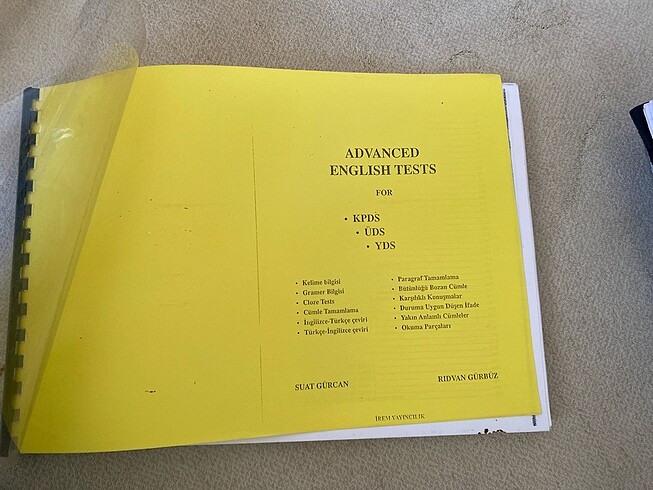 ADVANCED
ENGLISH TESTS
FOR
• KPDS
• ÜDS
• YDS
• Kelime bilgisi
• Gramer Bilgisi
• Cloze Tests
• Cümle Tamamlama
• İngilizce-Türkçe çeviri
• Türkçe-İngilizce çeviri
• Paragraf Tamamlama
• Bütünlüğü Bozan Cümle
• Karşılıklı Konuşmalar
• Duruma Uygun Düşen İfade
• Yakın Anlamlı Cümleler
• Okuma Parçaları
SUAT GÜRCAN
RIDVAN GÜRBÜZ
İREM YAYINCILIK